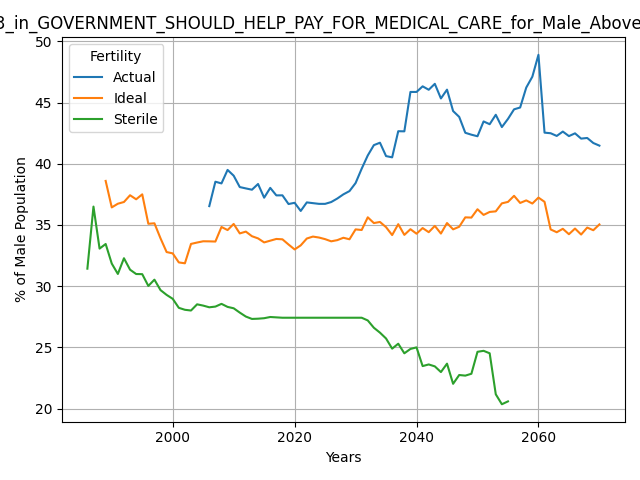 3_in_GOVERNMENT_SHOULD_HELP_PAY_FOR_MEDICAL_CARE_for_Male_Above
Fertility
Actual
Ideal
Sterile
% of Male Population
50
45
40
35
30
25
20
2000 2020 2040 2060
Years